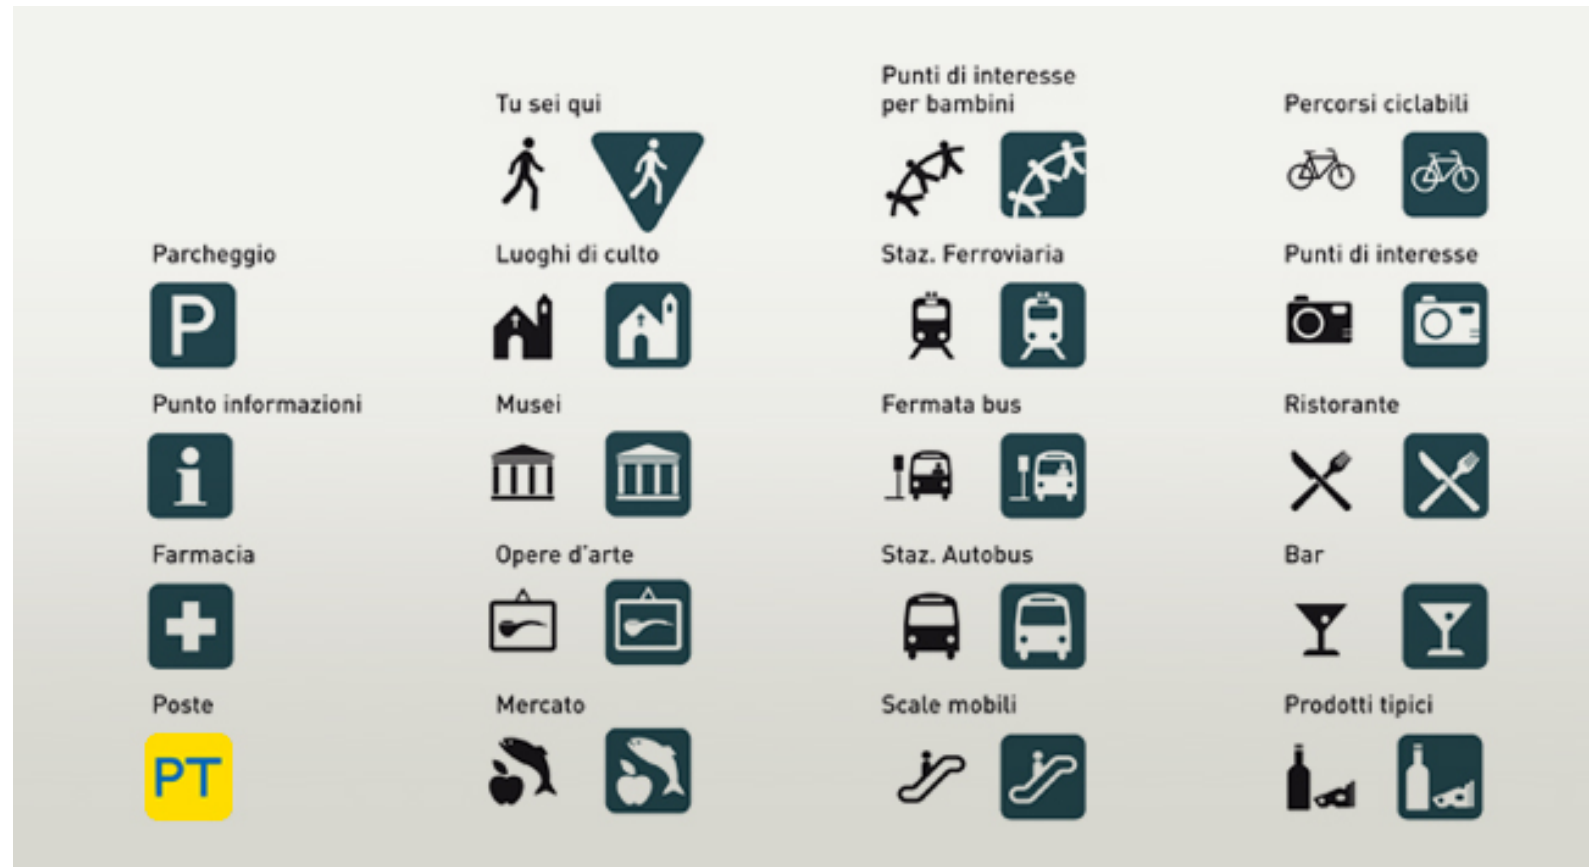 Tu sei qui
Punti di interesse
per bambini
Percorsi ciclabili
Parcheggio
P
Luoghi di culto
Staz. Ferroviaria
Punti di interesse
Punto informazioni
i
Musei
Fermata bus
Ristorante
Farmacia
Opere d'arte
Staz. Autobus
Bar
Poste
PT
Mercato
Scale mobili
Prodotti tipici